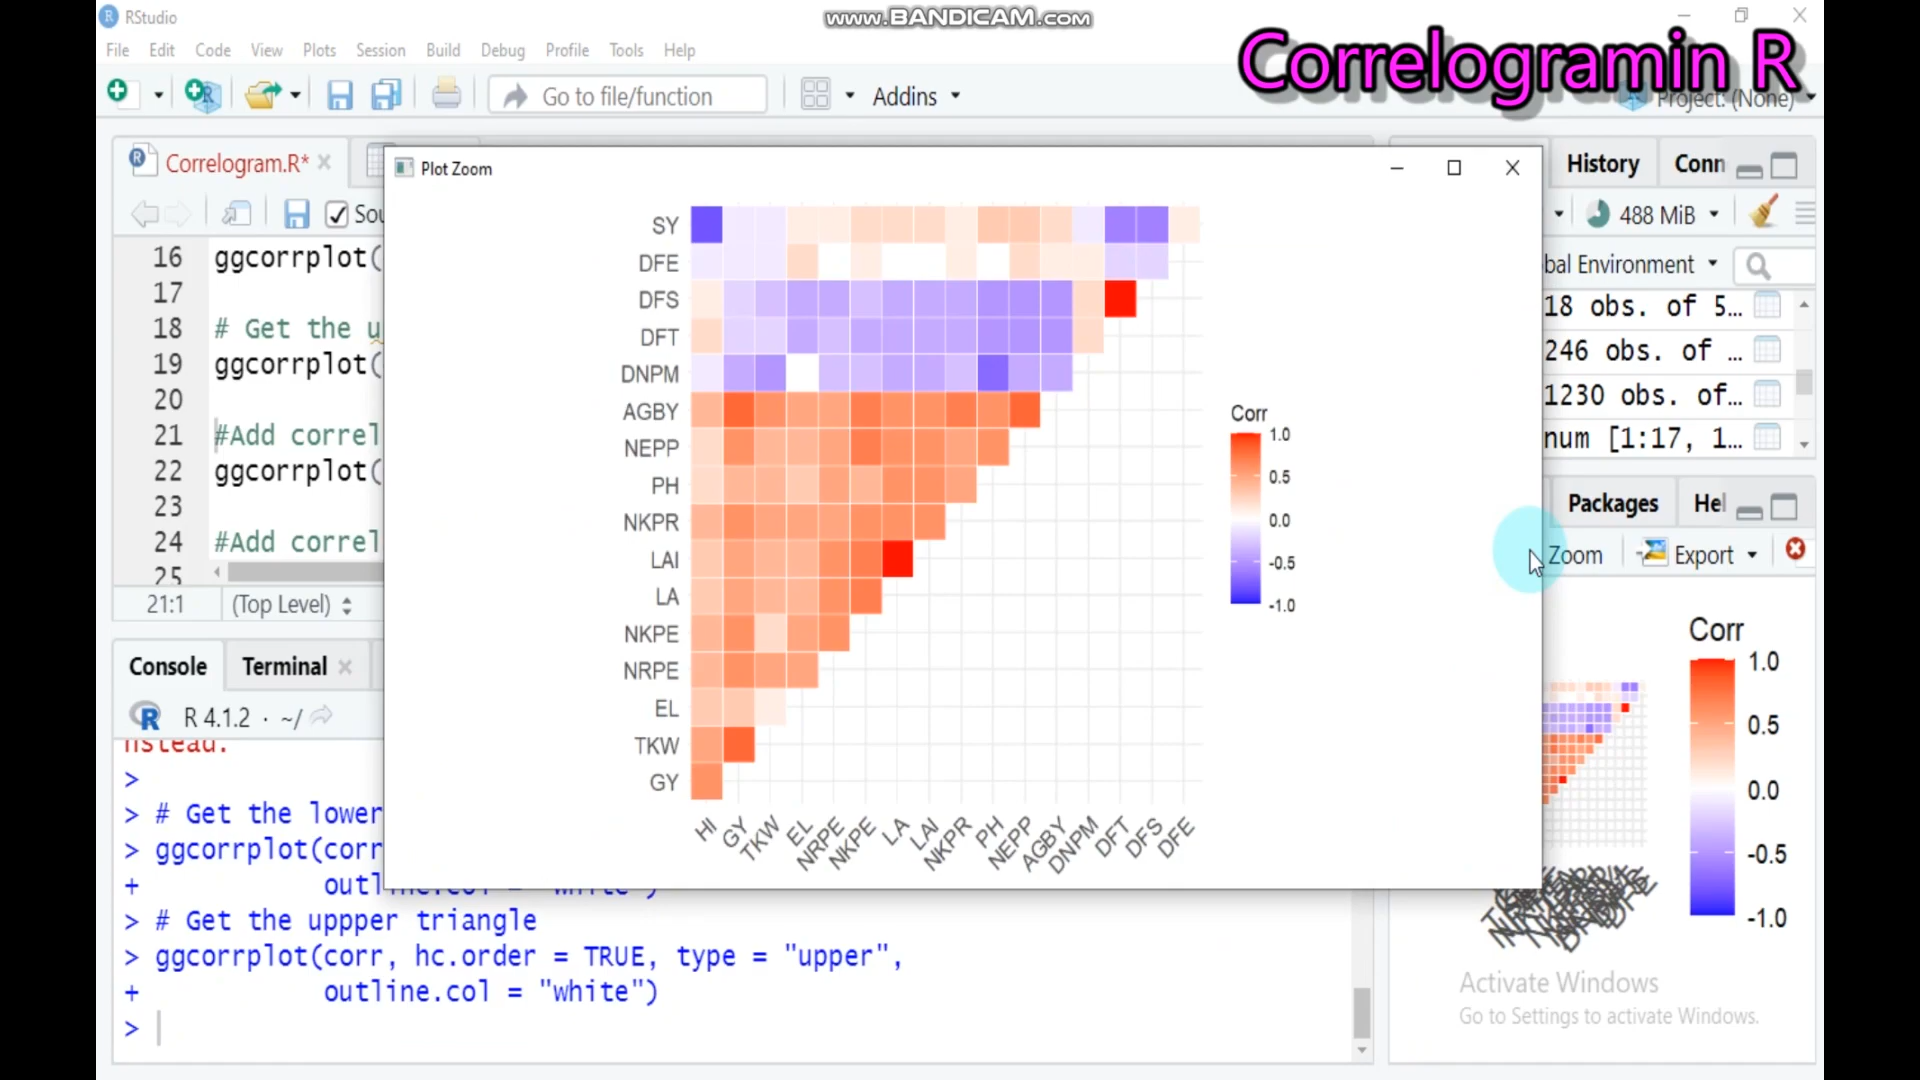 RStudio
www.BANDICAM.com
File Edit Code View Plots Session Build Debug Profile Tools Help
Correlogramin R
Go to file/function
Addins
Project: (None)
Correlogram.R*
Plot Zoom
History
Conn
Sou
488 MiB
16 ggcorrplot(
17
18 # Get the u
19 ggcorrplot(
20
21 #Add correl
22 ggcorrplot(
23
24 #Add correl
25
21:1 (Top Level)
bal Environment
18 obs. of 5…
246 obs. of …
1230 obs. of…
num [1:17, 1…
Packages
Hel
Zoom
Export
SY
DFE
DFS
DFT
DNPM
AGBY
NEPP
PH
NKPR
LAI
LA
NKPE
NRPE
EL
TKW
GY
HI GY TKW EL NRPE NKPE LA LAI NKPR PH NEPP AGBY DNPM DFT DFS DFE
Corr
1.0
0.5
0.0
-0.5
-1.0
Console Terminal
R 4.1.2 · ~/
nstead.
>
> # Get the lower
> ggcorrplot(corr
+ outline.col = "white")
> # Get the uppper triangle
> ggcorrplot(corr, hc.order = TRUE, type = "upper",
+ outline.col = "white")
>
Corr
1.0
0.5
0.0
-0.5
-1.0
Activate Windows
Go to Settings to activate Windows.